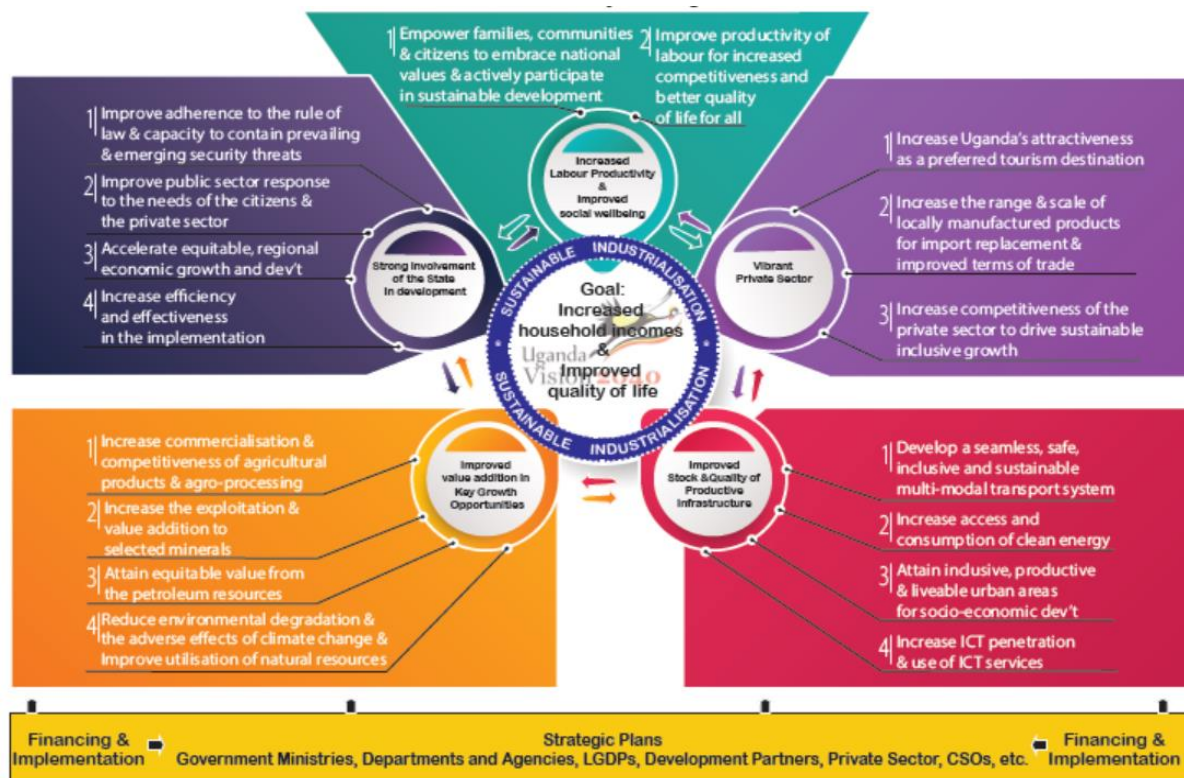 1 Empower families, communities
& citizens to embrace national
values & actively participate
in sustainable development
2 Improve productivity of
labour for increased
competitiveness and
better quality
of life for all
Increased
Labour Productivity
&
Improved
social wellbeing
1 Improve adherence to the rule of
law & capacity to contain prevailing
& emerging security threats
2 Improve public sector response
to the needs of the citizens &
the private sector
3 Accelerate equitable, regional
economic growth and dev't
4 Increase efficiency
and effectiveness
in the implementation
Strong Involvement
of the State
In development
1 Increase Uganda's attractiveness
as a preferred tourism destination
2 Increase the range & scale of
locally manufactured products
for import replacement &
improved terms of trade
3 Increase competitiveness of the
private sector to drive sustainable
inclusive growth
Vibrant
Private Sector
SUSTAINABLE INDUSTRIALISATION
Goal:
Increased
household incomes
&
Improved
quality of life
Uganda
Vision 2040
SUSTAINABLE INDUSTRIALISATION
1 Increase commercialisation &
competitiveness of agricultural
products & agro-processing
2 Increase the exploitation &
value addition to
selected minerals
3 Attain equitable value from
the petroleum resources
4 Reduce environmental degradation &
the adverse effects of climate change &
Improve utilisation of natural resources
Improved
value addition in
Key Growth
Opportunities
Improved
Stock &Quality of
Productive
Infrastructure
1 Develop a seamless, safe,
inclusive and sustainable
multi-modal transport system
2 Increase access and
consumption of clean energy
3 Attain inclusive, productive
& liveable urban areas
for socio-economic dev't
4 Increase ICT penetration
& use of ICT services
Financing &
Implementation
Strategic Plans
Government Ministries, Departments and Agencies, LGDPs, Development Partners, Private Sector, CSOs, etc.
Financing &
Implementation